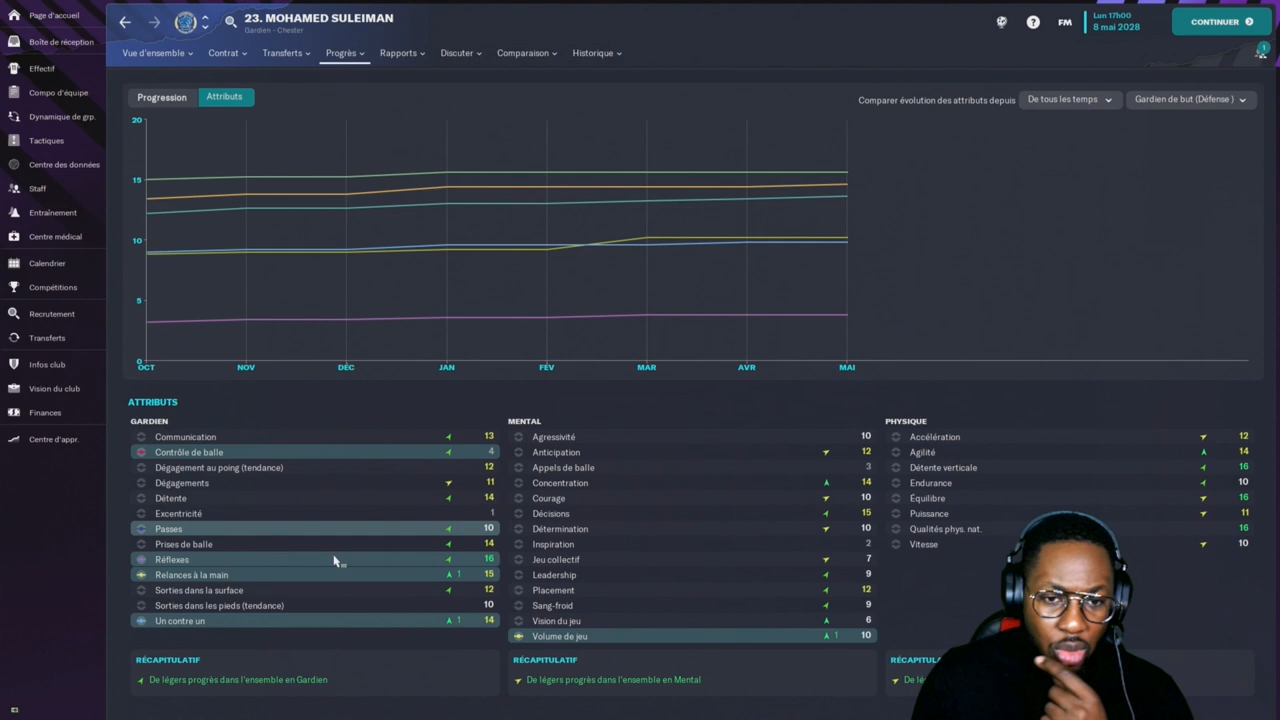 Page d'accueil
Boîte de réception
Effectif
Compo d'équipe
Dynamique de grp.
Tactiques
Centre des données
Staff
Entraînement
Centre médical
Calendrier
Compétitions
Recrutement
Transferts
Infos club
Vision du club
Finances
Centre d'appr.
23. MOHAMED SULEIMAN
Gardien - Chester
FM
Lun 17h00
8 mai 2028
CONTINUER
1
Vue d'ensemble
Contrat
Transferts
Progrès
Rapports
Discuter
Comparaison
Historique
Progression
Attributs
Comparer évolution des attributs depuis
De tous les temps
Gardien de but (Défense )
20
15
10
5
0
OCT NOV DÉC JAN FÉV MAR AVR MAI
ATTRIBUTS
GARDIEN
Communication 13
Contrôle de balle 4
Dégagement au poing (tendance) 12
Dégagements 11
Détente 14
Excentricité 1
Passes 10
Prises de balle 14
Réflexes 16
Relances à la main 1 15
Sorties dans la surface 12
Sorties dans les pieds (tendance) 10
Un contre un 1 14
RÉCAPITULATIF
De légers progrès dans l'ensemble en Gardien
MENTAL
Agressivité 10
Anticipation 12
Appels de balle 3
Concentration 14
Courage 10
Décisions 15
Détermination 10
Inspiration 2
Jeu collectif 7
Leadership 9
Placement 12
Sang-froid 9
Vision du jeu 6
Volume de jeu 1 10
RÉCAPITULATIF
De légers progrès dans l'ensemble en Mental
PHYSIQUE
Accélération 12
Agilité 14
Détente verticale 16
Endurance 10
Équilibre 16
Puissance 11
Qualités phys. nat. 16
Vitesse 10